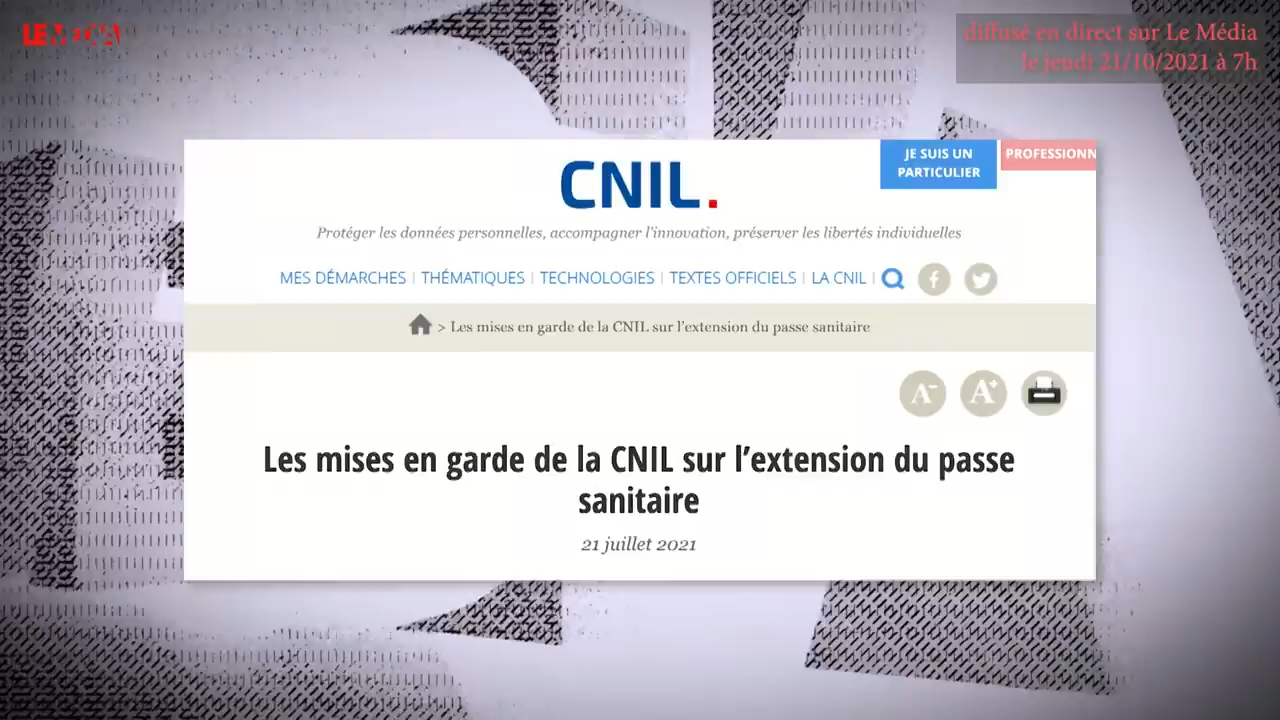 LE MEDIA
diffusé en direct sur Le Média
le jeudi 21/10/2021 à 7h
JE SUIS UN
PARTICULIER
PROFESSIONN
CNIL.
Protéger les données personnelles, accompagner l'innovation, préserver les libertés individuelles
MES DÉMARCHES | THÉMATIQUES | TECHNOLOGIES | TEXTES OFFICIELS | LA CNIL |
> Les mises en garde de la CNIL sur l'extension du passe sanitaire
A- A+
Les mises en garde de la CNIL sur l'extension du passe
sanitaire
21 juillet 2021